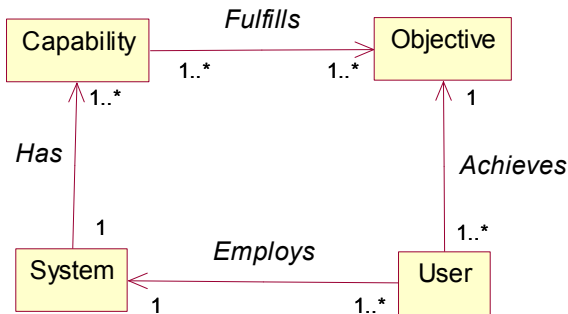 Fulfills
Capability
Objective
1..*
1..*
1..*
1
Has
Achieves
1
1..*
Employs
System
User
1
1..*